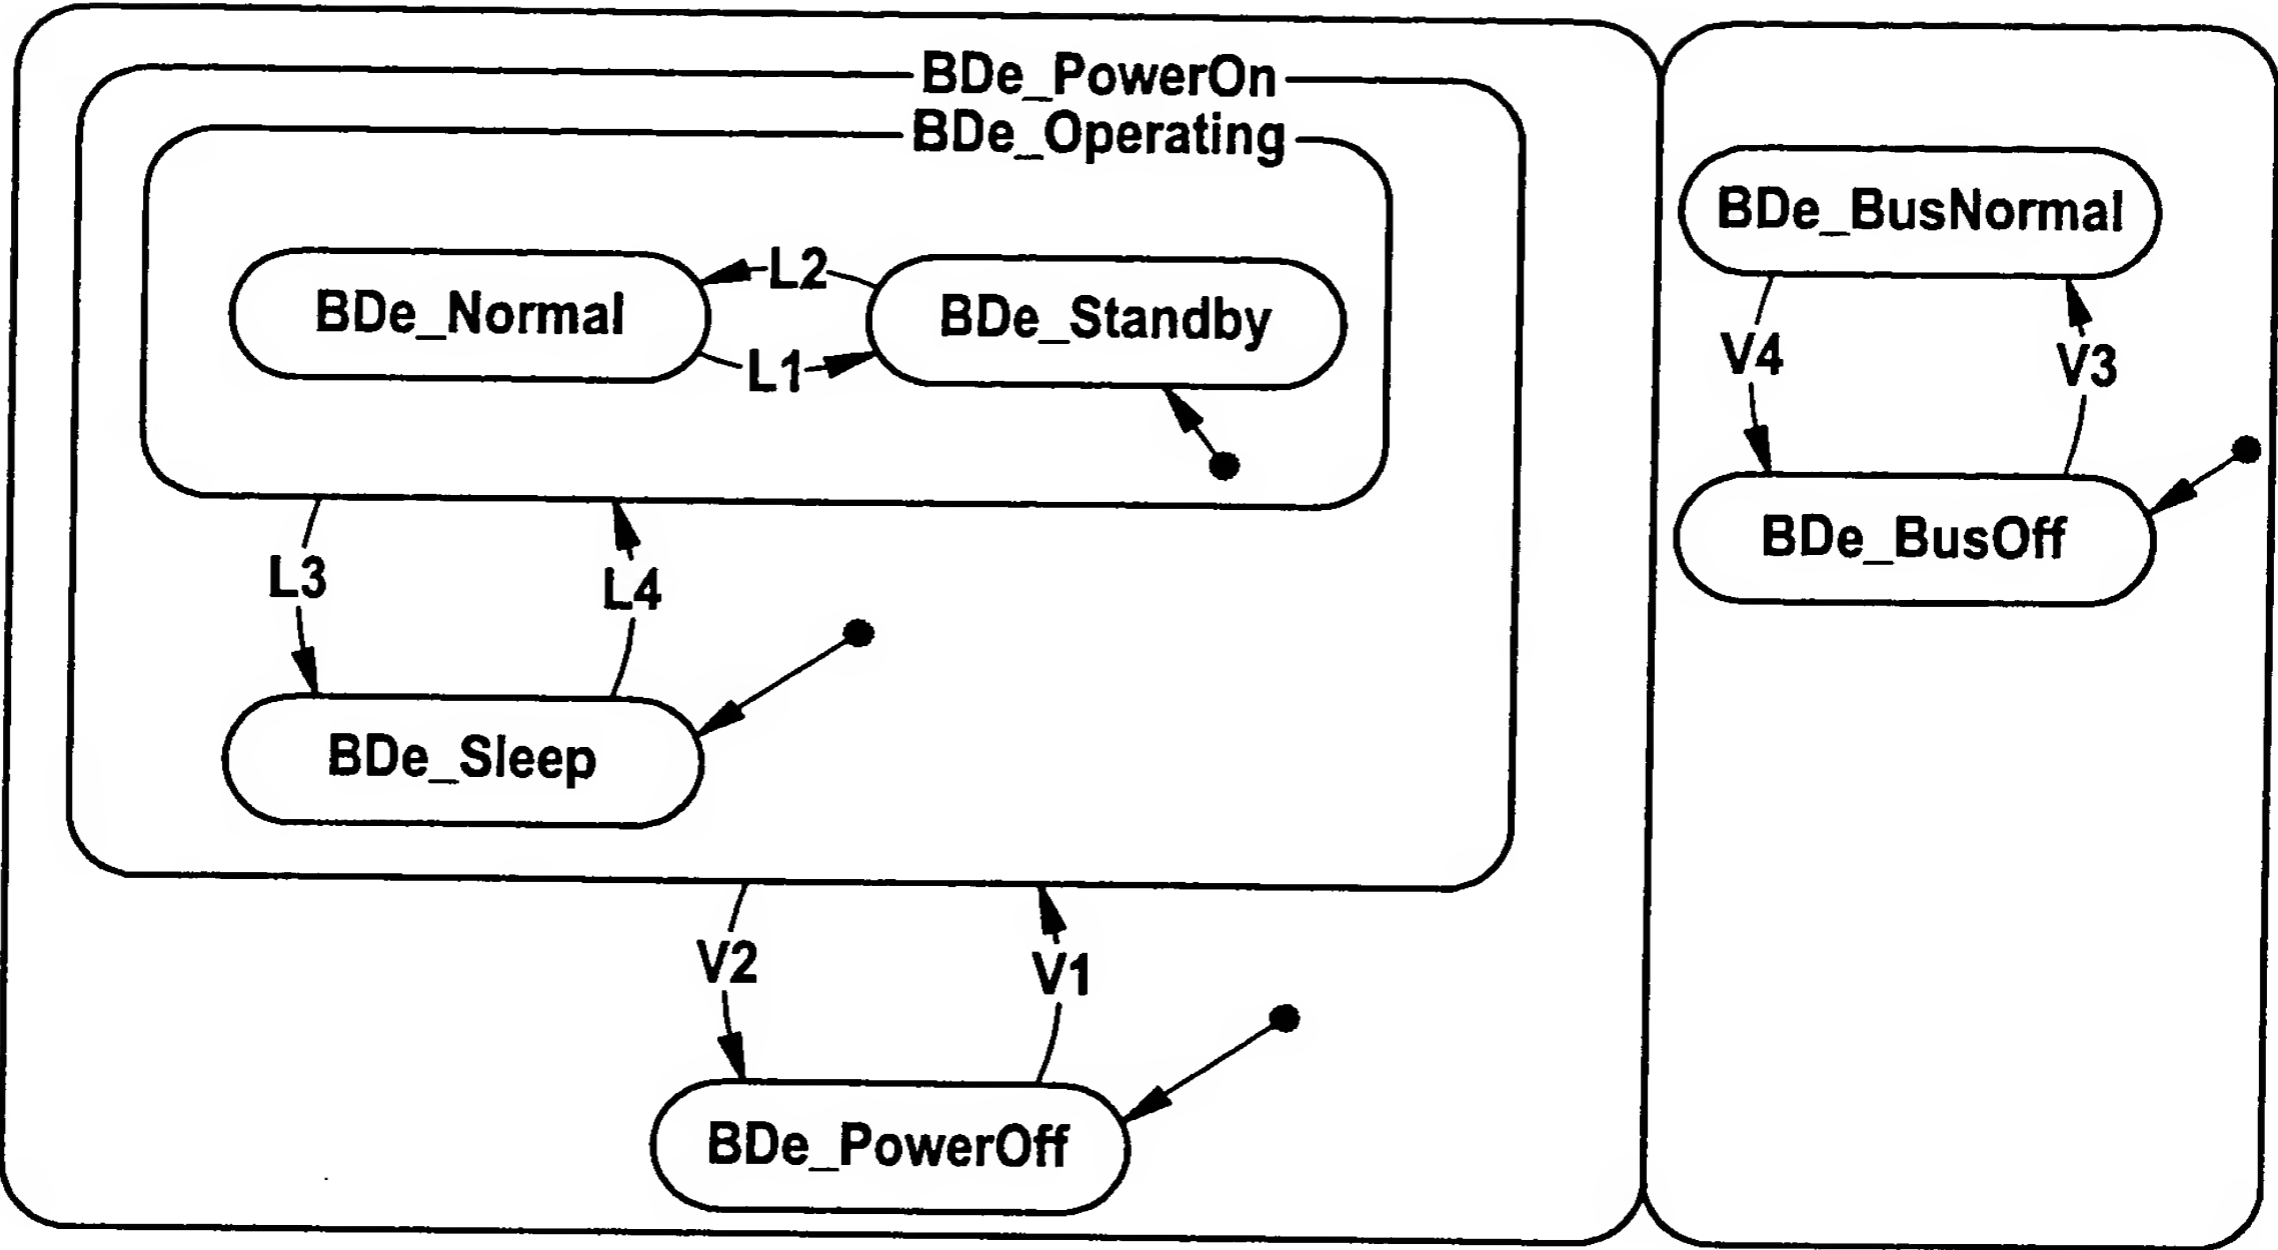 BDe_PowerOn
BDe_Operating
BDe_Normal
L2
L1
BDe_Standby
L3
L4
BDe_Sleep
V2
V1
BDe_PowerOff
BDe_BusNormal
V4
V3
BDe_BusOff